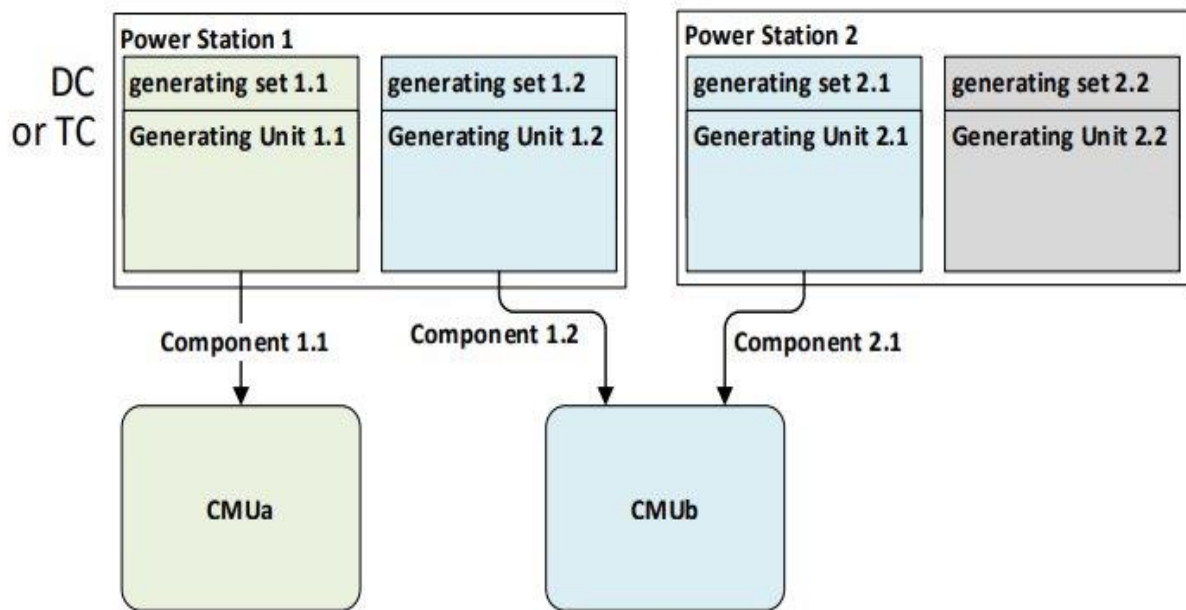 Power Station 1
Power Station 2
DC
or TC
generating set 1.1
generating set 1.2
generating set 2.1
generating set 2.2
Generating Unit 1.1
Generating Unit 1.2
Generating Unit 2.1
Generating Unit 2.2
Component 1.1
Component 1.2
Component 2.1
CMUa
CMUb